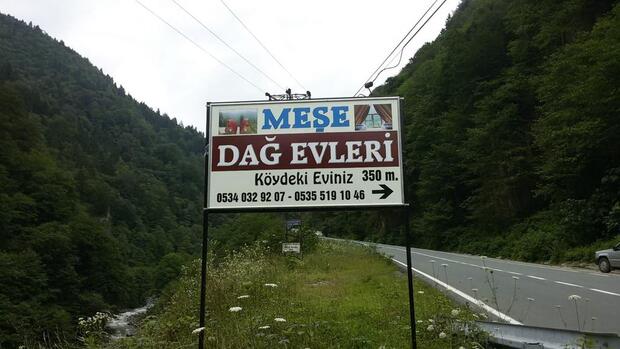 MEŞE
DAĞ EVLERİ
Köydeki Eviniz 350 m.
0534 032 92 07 - 0535 519 10 46